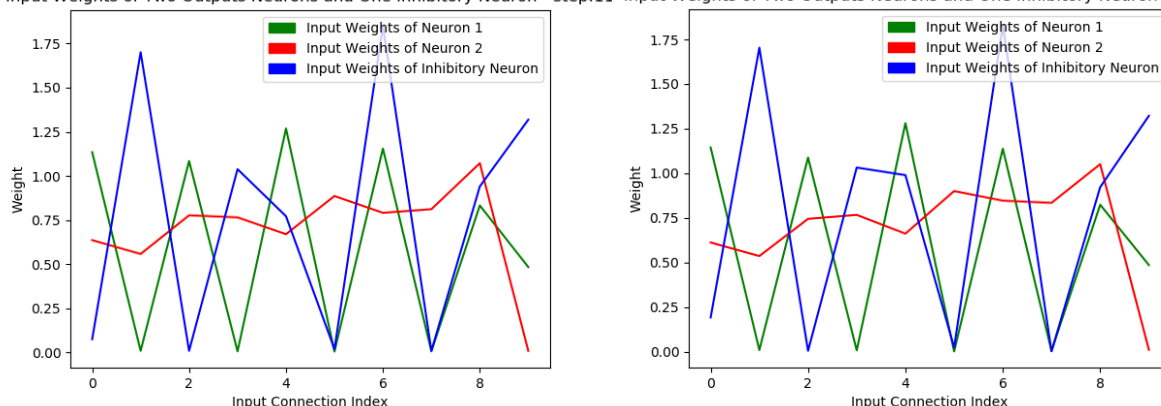 Input Weights of Two Outputs Neurons and One Inhibitory Neuron - step:11
Input Weights of Neuron 1
Input Weights of Neuron 2
Input Weights of Inhibitory Neuron
Weight
1.75
1.50
1.25
1.00
0.75
0.50
0.25
0.00
0 2 4 6 8
Input Connection Index
Input Weights of Two Outputs Neurons and One Inhibitory Neuron
Input Weights of Neuron 1
Input Weights of Neuron 2
Input Weights of Inhibitory Neuron
Weight
1.75
1.50
1.25
1.00
0.75
0.50
0.25
0.00
0 2 4 6 8
Input Connection Index